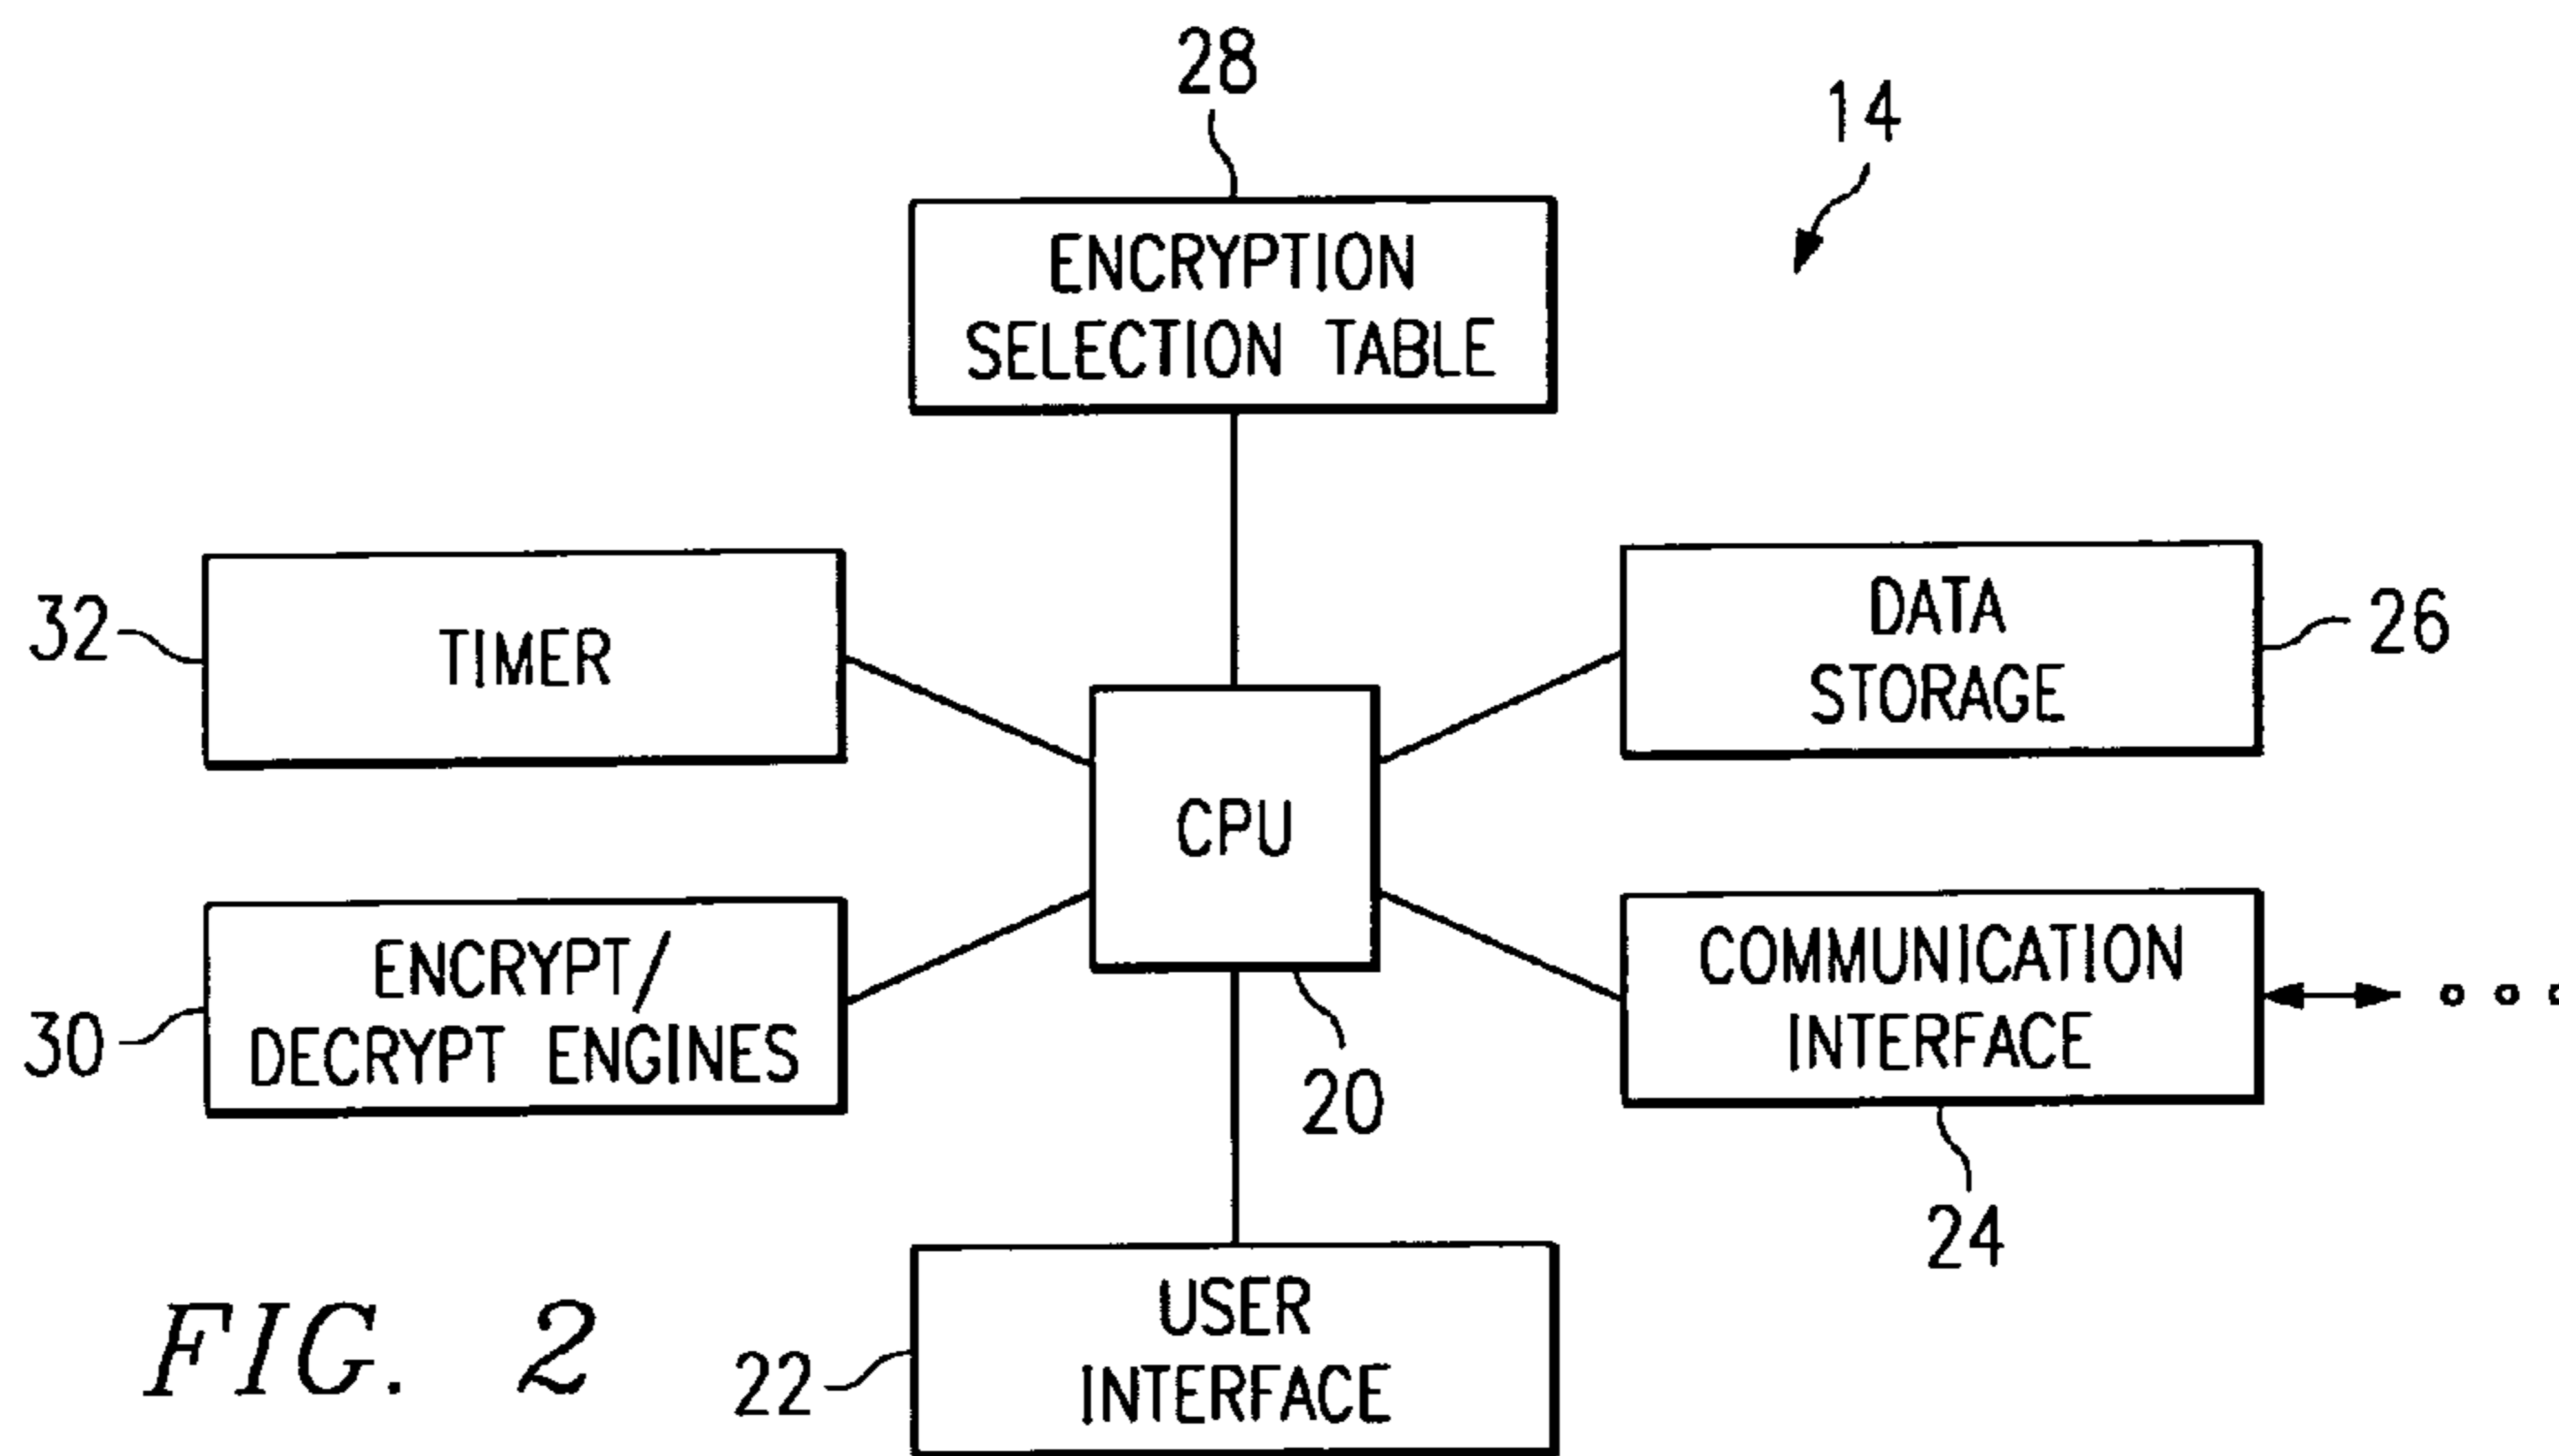 28
14
ENCRYPTION
SELECTION TABLE
32
TIMER
DATA
STORAGE
26
CPU
30
ENCRYPT/
DECRYPT ENGINES
COMMUNICATION
INTERFACE
20
24
USER
INTERFACE
22
FIG. 2